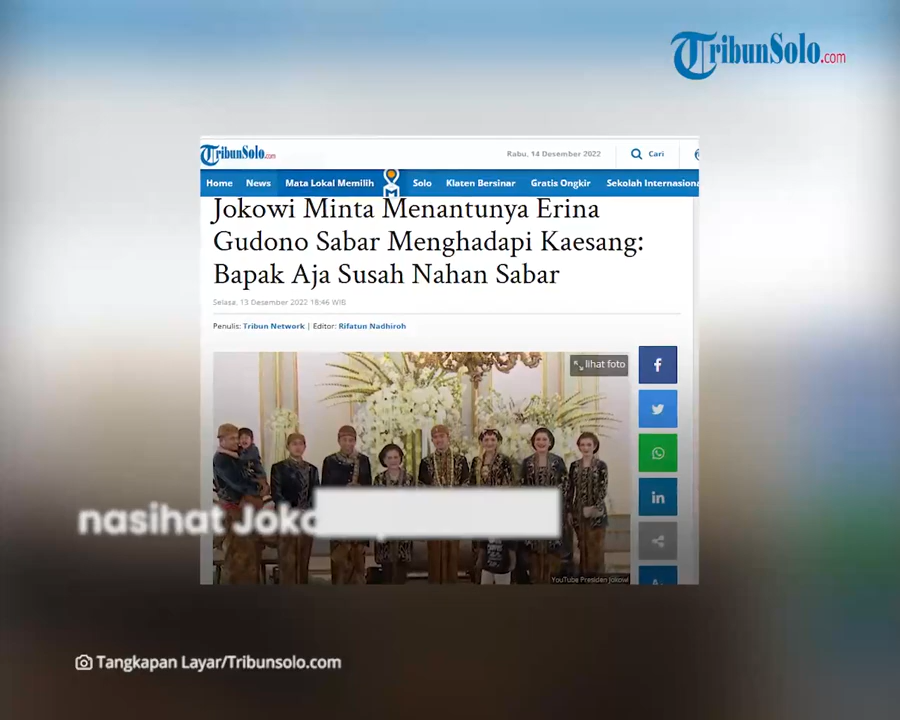 TribunSolo.com
TribunSolo.com
Rabu, 14 Desember 2022
Cari
Home News Mata Lokal Memilih M Solo Klaten Bersinar Gratis Ongkir Sekolah Internasiona
Jokowi Minta Menantunya Erina
Gudono Sabar Menghadapi Kaesang:
Bapak Aja Susah Nahan Sabar
Selasa, 13 Desember 2022 18:46 WIB
Penulis: Tribun Network | Editor: Rifatun Nadhiroh
lihat foto
nasihat Joko
YouTube Presiden Jokowi
Tangkapan Layar/Tribunsolo.com